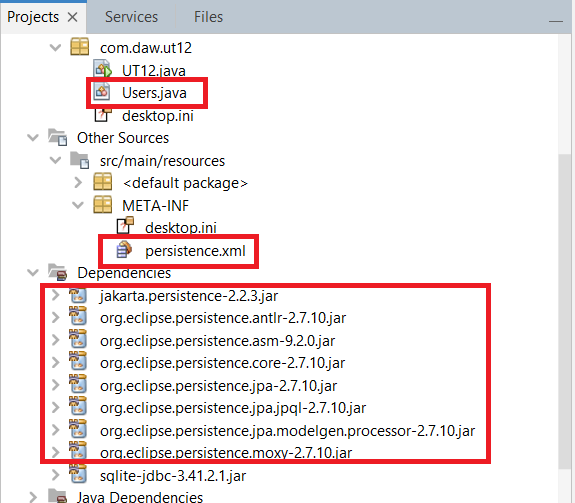 Projects × Services Files
com.daw.ut12
UT12.java
Users.java
desktop.ini
Other Sources
src/main/resources
<default package>
META-INF
desktop.ini
persistence.xml
Dependencies
jakarta.persistence-2.2.3.jar
org.eclipse.persistence.antlr-2.7.10.jar
org.eclipse.persistence.asm-9.2.0.jar
org.eclipse.persistence.core-2.7.10.jar
org.eclipse.persistence.jpa-2.7.10.jar
org.eclipse.persistence.jpa.jpql-2.7.10.jar
org.eclipse.persistence.jpa.modelgen.processor-2.7.10.jar
org.eclipse.persistence.moxy-2.7.10.jar
sqlite-jdbc-3.41.2.1.jar
Java Dependencies